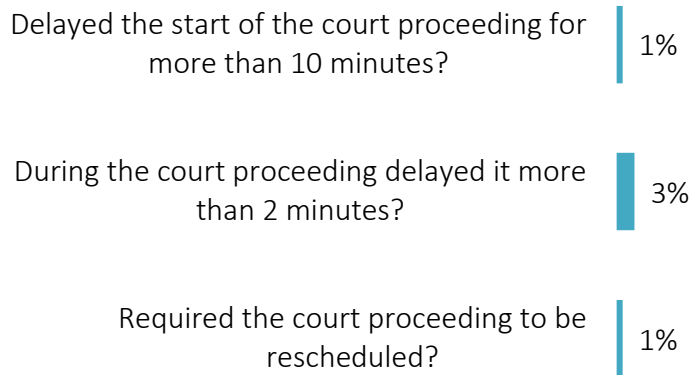 Delayed the start of the court proceeding for
more than 10 minutes?
1%
During the court proceeding delayed it more
than 2 minutes?
3%
Required the court proceeding to be
rescheduled?
1%